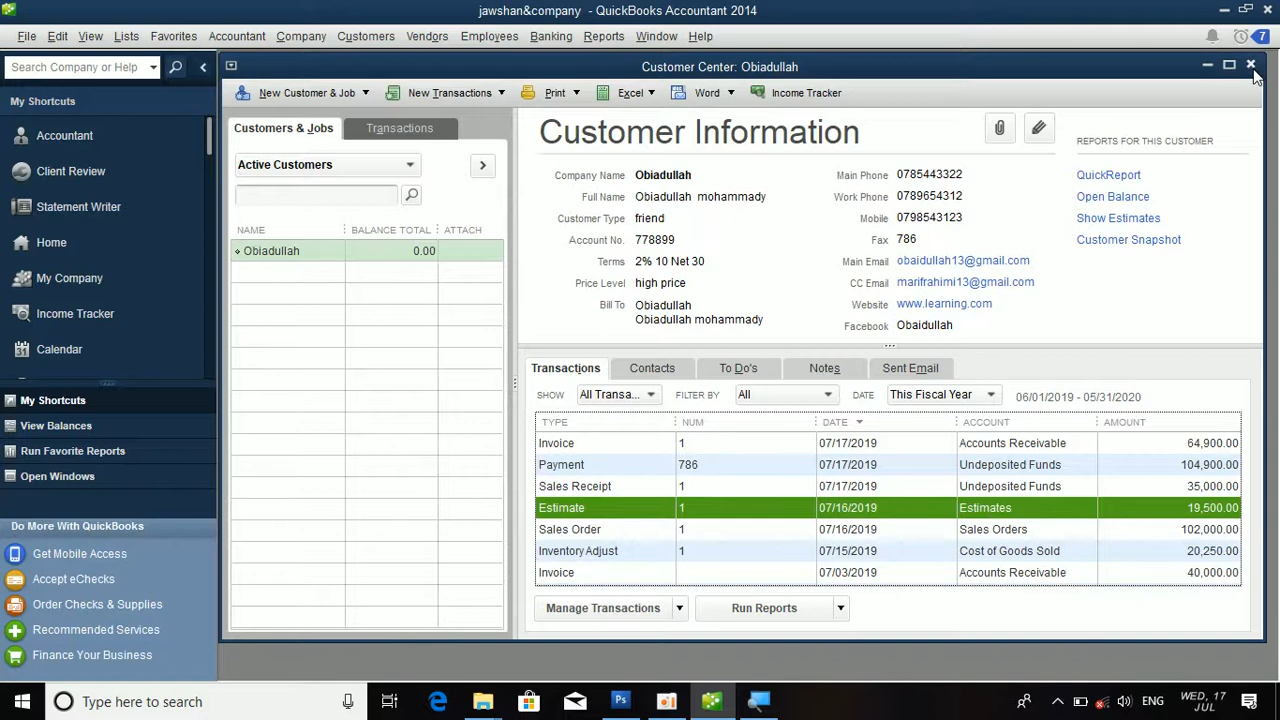 jawshan&company - QuickBooks Accountant 2014
File Edit View Lists Favorites Accountant Company Customers Vendors Employees Banking Reports Window Help 7
Search Company or Help
Customer Center: Obiadullah
My Shortcuts
Accountant
Client Review
Statement Writer
Home
My Company
Income Tracker
Calendar
My Shortcuts
View Balances
Run Favorite Reports
Open Windows
Do More With QuickBooks
Get Mobile Access
Accept eChecks
Order Checks & Supplies
Recommended Services
Finance Your Business
New Customer & Job New Transactions Print Excel Word Income Tracker
Customers & Jobs Transactions
Active Customers
NAME BALANCE TOTAL ATTACH
Obiadullah 0.00
Customer Information
Company Name Obiadullah
Full Name Obiadullah mohammady
Customer Type friend
Account No. 778899
Terms 2% 10 Net 30
Price Level high price
Bill To Obiadullah
Obiadullah mohammady
Main Phone 0785443322
Work Phone 0789654312
Mobile 0798543123
Fax 786
Main Email obaidullah13@gmail.com
CC Email marifrahimi13@gmail.com
Website www.learning.com
Facebook Obaidullah
REPORTS FOR THIS CUSTOMER
QuickReport
Open Balance
Show Estimates
Customer Snapshot
Transactions Contacts To Do's Notes Sent Email
SHOW All Transa... FILTER BY All DATE This Fiscal Year 06/01/2019 - 05/31/2020
TYPE NUM DATE ACCOUNT AMOUNT
Invoice 1 07/17/2019 Accounts Receivable 64,900.00
Payment 786 07/17/2019 Undeposited Funds 104,900.00
Sales Receipt 1 07/17/2019 Undeposited Funds 35,000.00
Estimate 1 07/16/2019 Estimates 19,500.00
Sales Order 1 07/16/2019 Sales Orders 102,000.00
Inventory Adjust 1 07/15/2019 Cost of Goods Sold 20,250.00
Invoice 07/03/2019 Accounts Receivable 40,000.00
Manage Transactions Run Reports
Type here to search
Ps
ENG
WED, 17
JUL